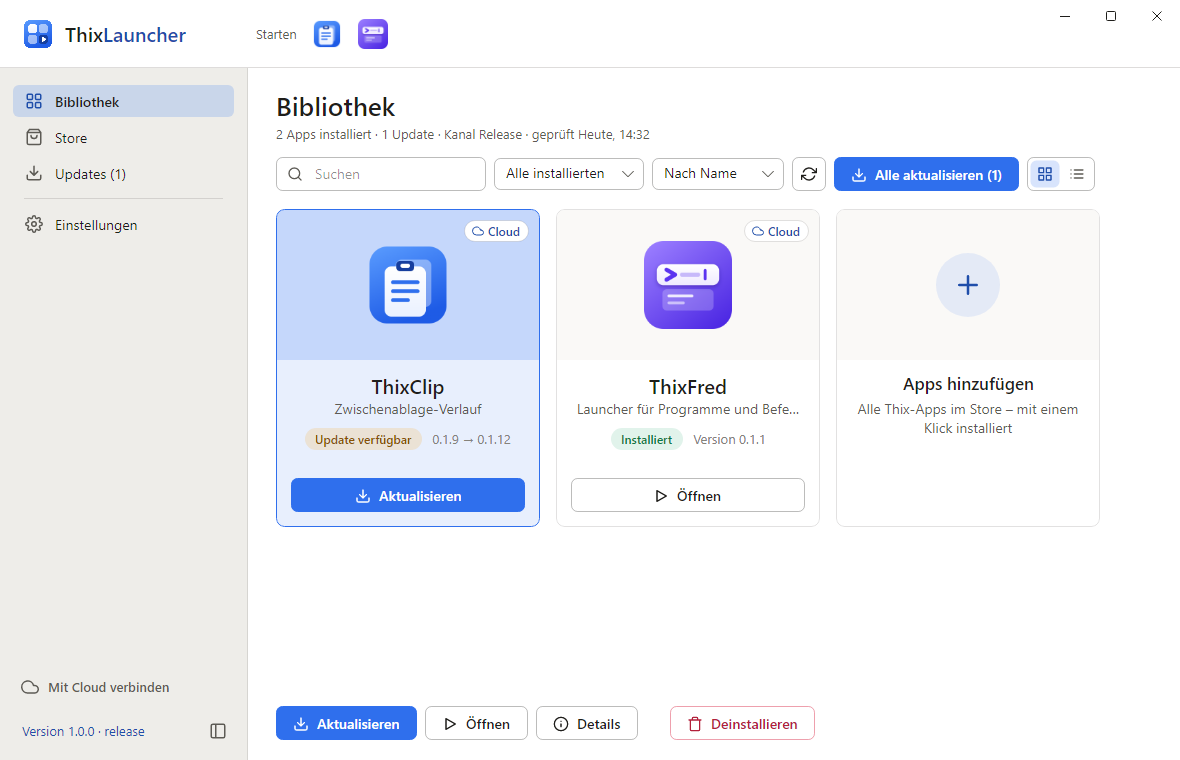 ThixLauncher
Starten
Bibliothek
Store
Updates (1)
Einstellungen
Mit Cloud verbinden
Version 1.0.0 · release
Bibliothek
2 Apps installiert · 1 Update · Kanal Release · geprüft Heute, 14:32
Suchen
Alle installierten
Nach Name
Alle aktualisieren (1)
Cloud
ThixClip
Zwischenablage-Verlauf
Update verfügbar 0.1.9 → 0.1.12
Aktualisieren
Cloud
ThixFred
Launcher für Programme und Befe...
Installiert Version 0.1.1
Öffnen
Apps hinzufügen
Alle Thix-Apps im Store – mit einem
Klick installiert
Aktualisieren
Öffnen
Details
Deinstallieren